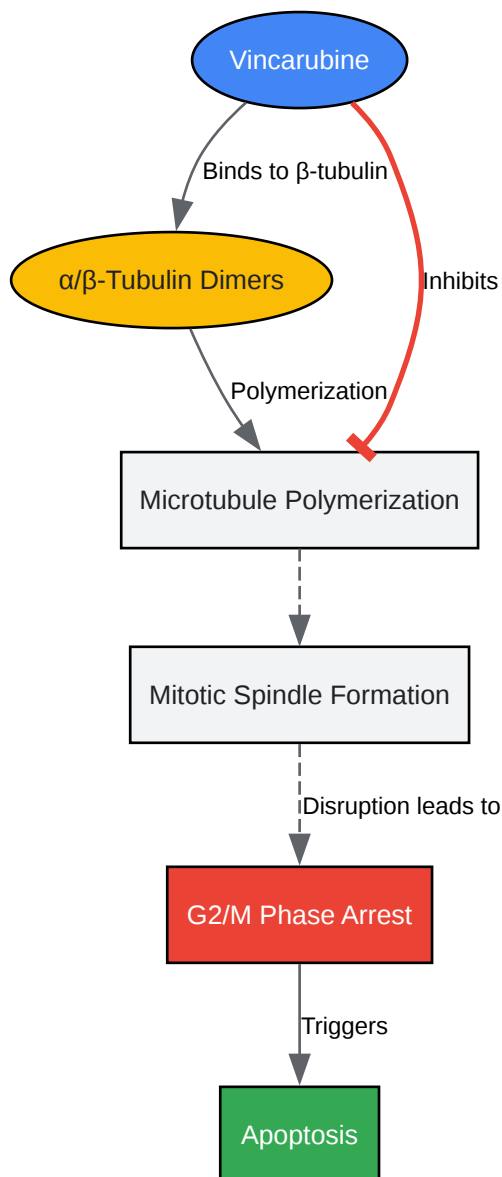 Vincarubine
Binds to β-tubulin
α/β-Tubulin Dimers
Inhibits
Polymerization
Microtubule Polymerization
Mitotic Spindle Formation
Disruption leads to
G2/M Phase Arrest
Triggers
Apoptosis